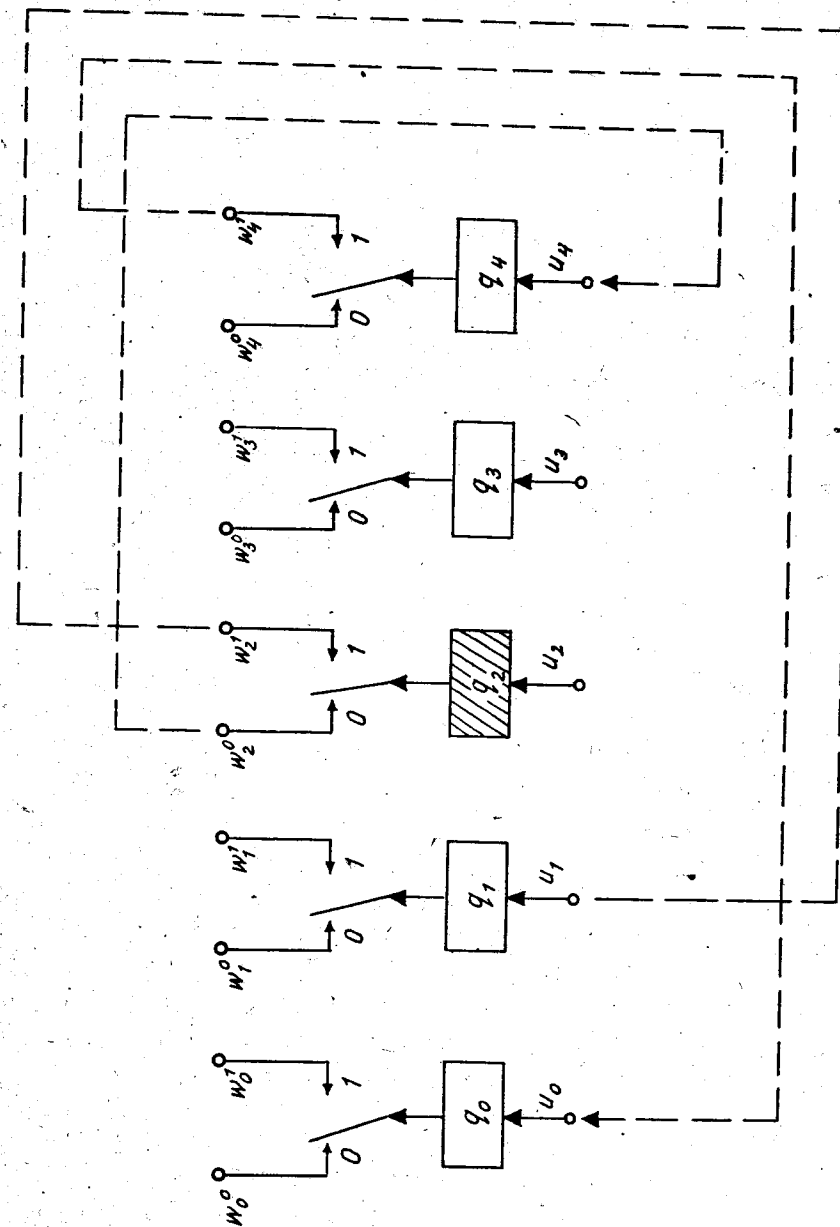 w₀⁰ w₀¹ w₁⁰ w₁¹ w₂⁰ w₂¹ w₃⁰ w₃¹ w₄⁰ w₄¹
0 1 0 1 0 1 0 1 0 1
q₀ q₁ q₂ q₃ q₄
u₀ u₁ u₂ u₃ u₄